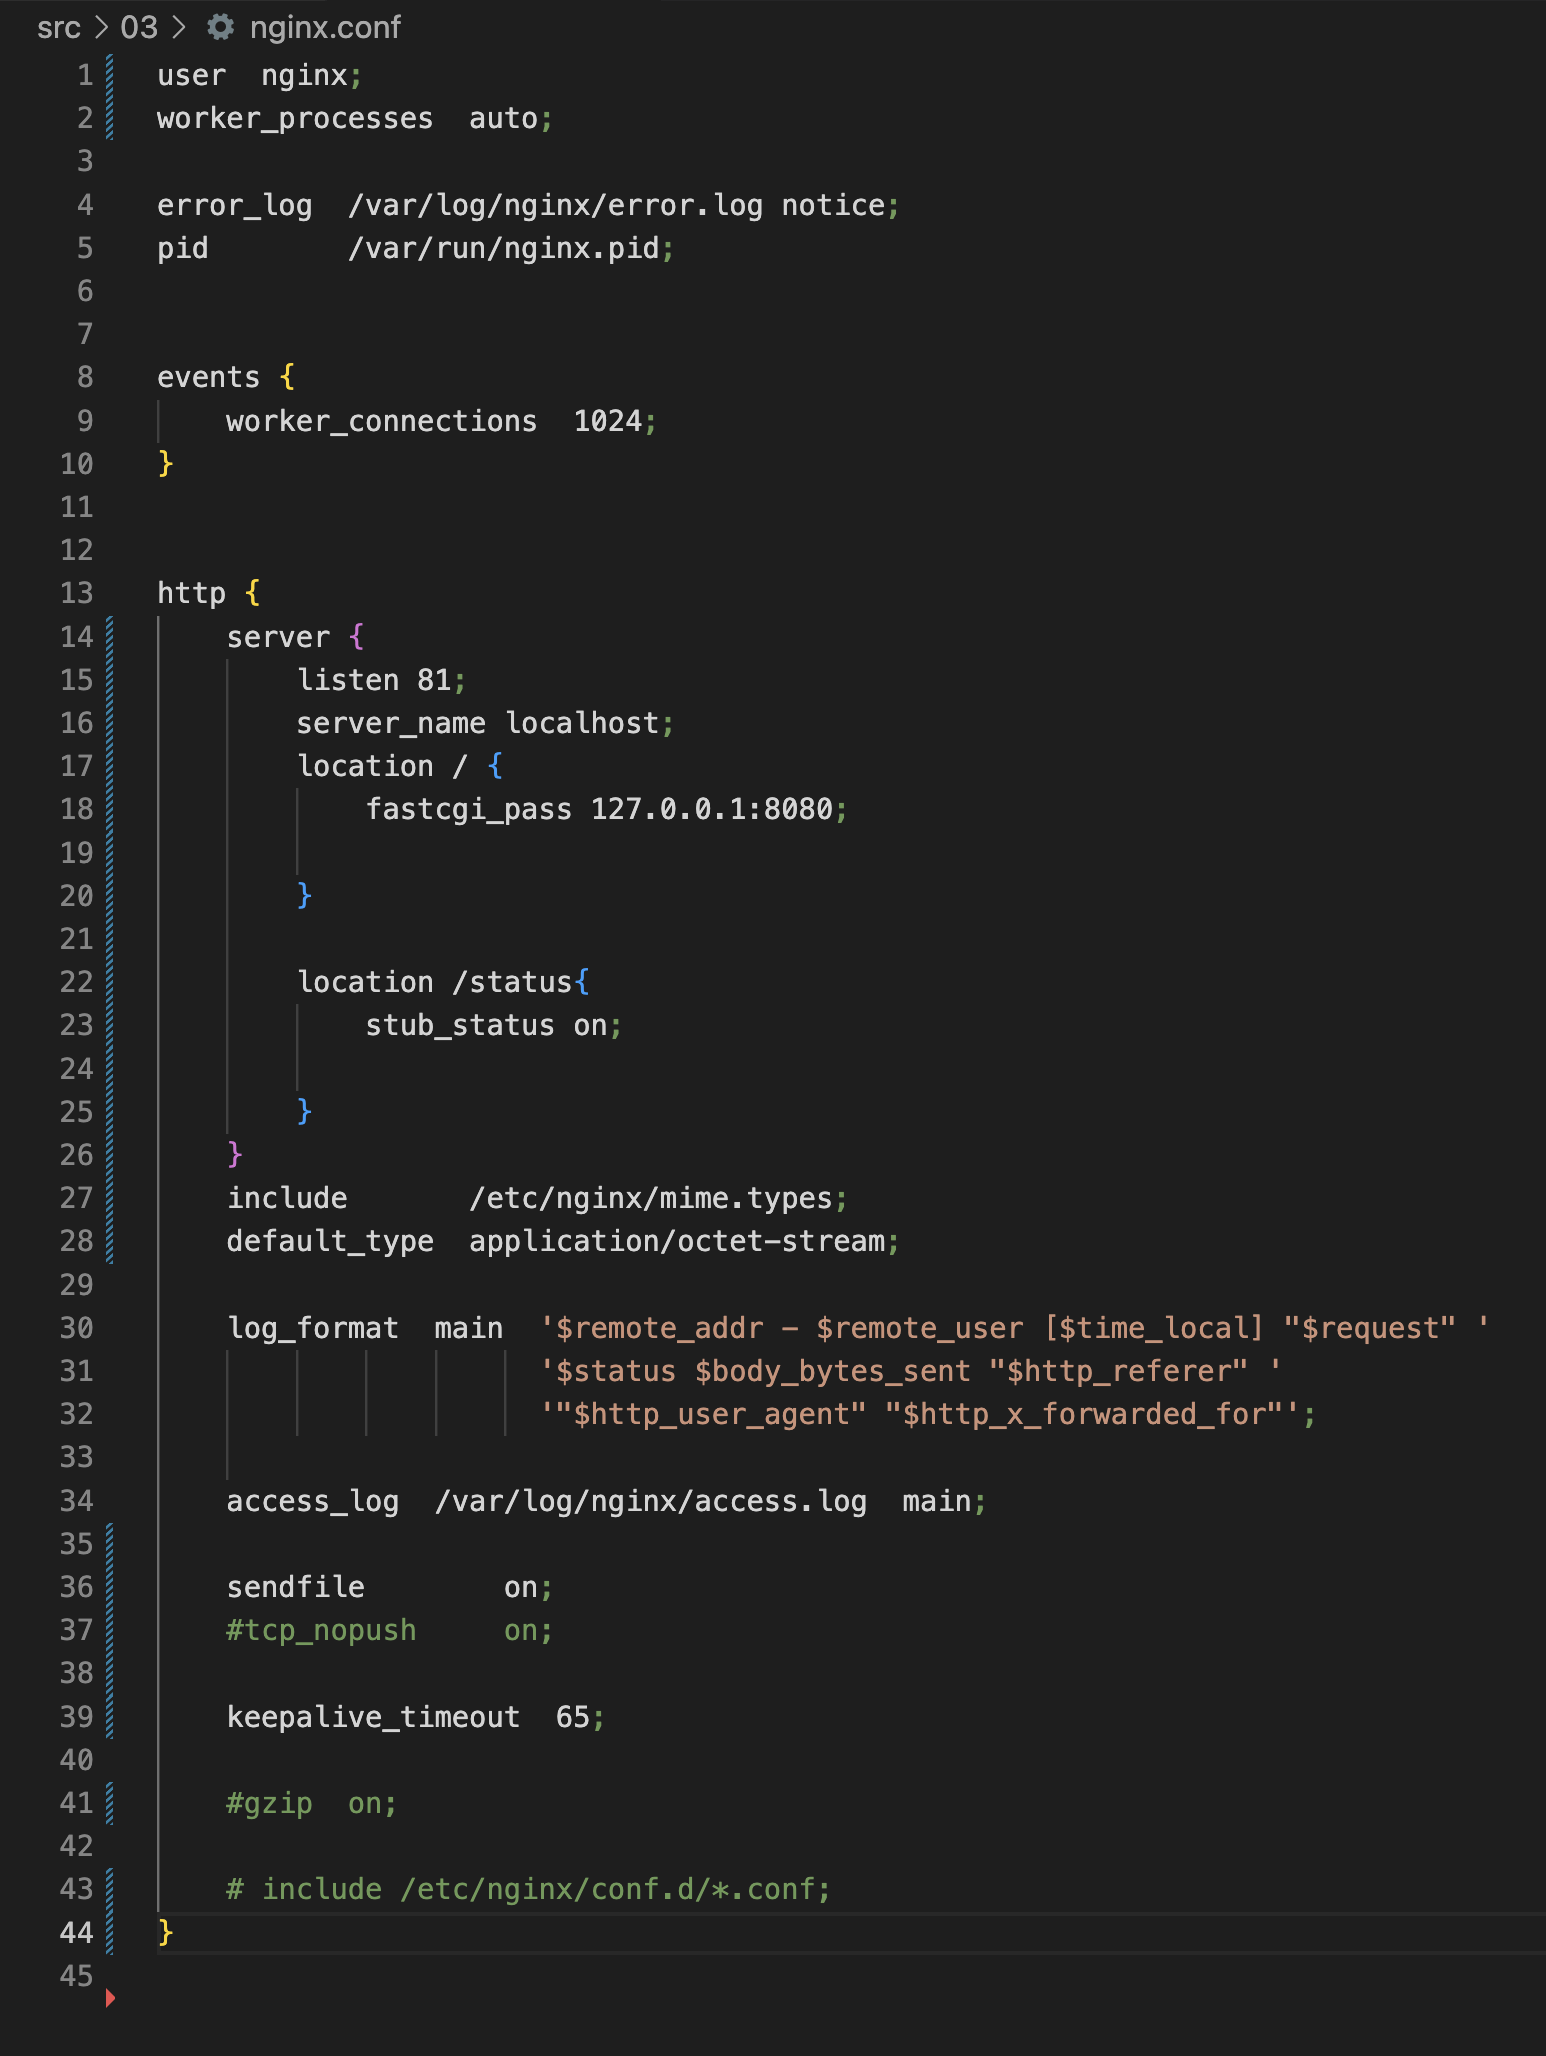 src > 03 > nginx.conf
1 user  nginx;
2 worker_processes  auto;
3
4 error_log  /var/log/nginx/error.log notice;
5 pid        /var/run/nginx.pid;
6
7
8 events {
9     worker_connections  1024;
10 }
11
12
13 http {
14     server {
15         listen 81;
16         server_name localhost;
17         location / {
18             fastcgi_pass 127.0.0.1:8080;
19
20         }
21
22         location /status{
23             stub_status on;
24
25         }
26     }
27     include       /etc/nginx/mime.types;
28     default_type  application/octet-stream;
29
30     log_format  main  '$remote_addr - $remote_user [$time_local] "$request" '
31                       '$status $body_bytes_sent "$http_referer" '
32                       '"$http_user_agent" "$http_x_forwarded_for"';
33
34     access_log  /var/log/nginx/access.log  main;
35
36     sendfile        on;
37     #tcp_nopush     on;
38
39     keepalive_timeout  65;
40
41     #gzip  on;
42
43     # include /etc/nginx/conf.d/*.conf;
44 }
45